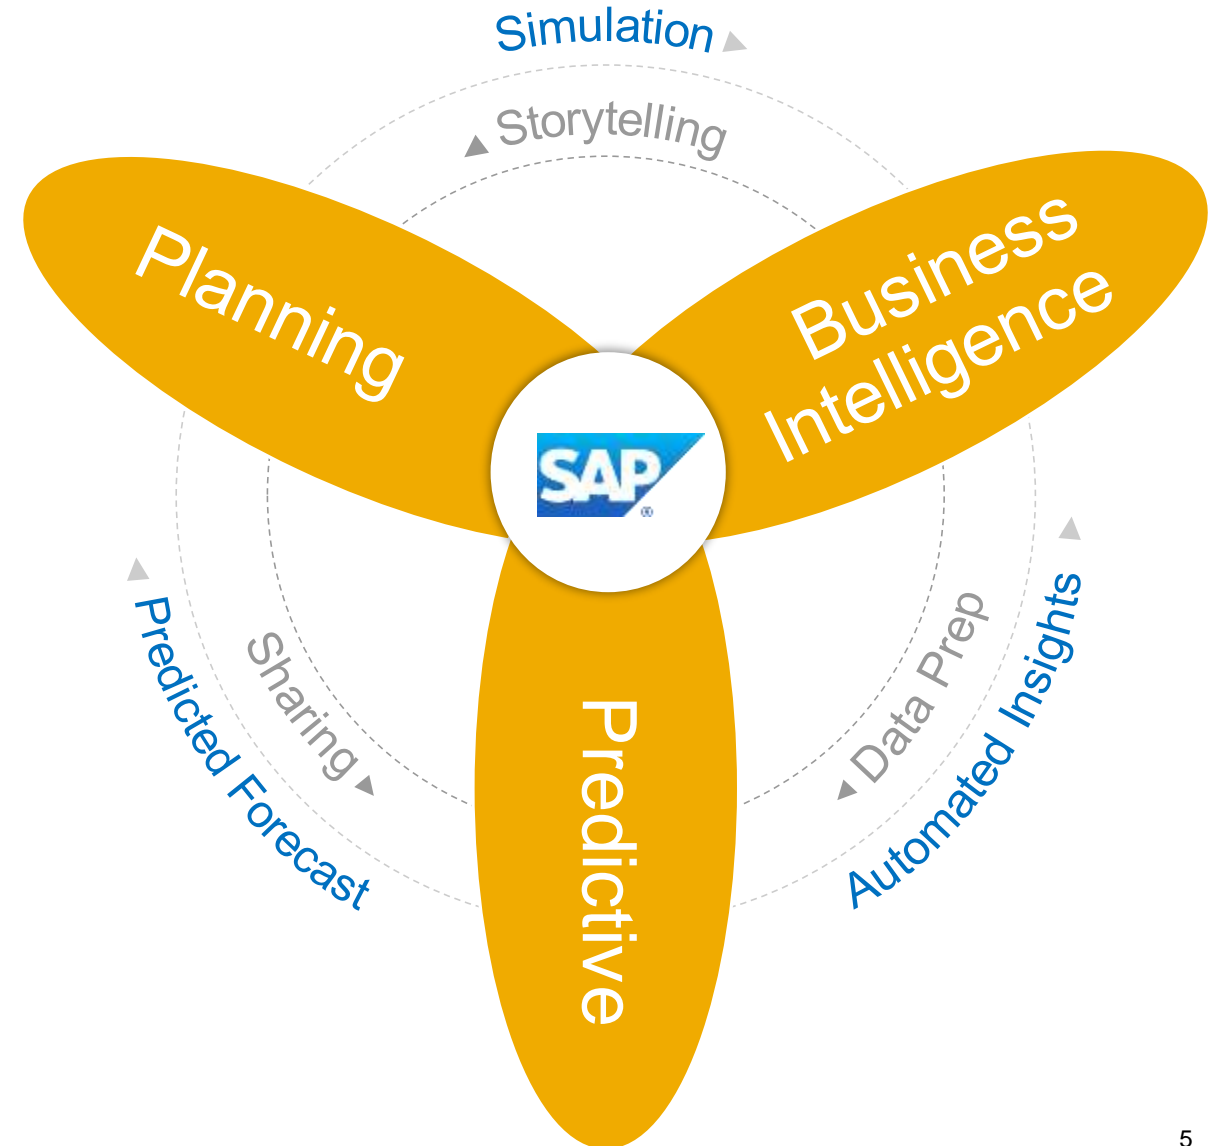 Simulation
Storytelling
Planning
Business
Intelligence
SAP
®
Predicted Forecast
Sharing
Predictive
Data Prep
Automated Insights
5